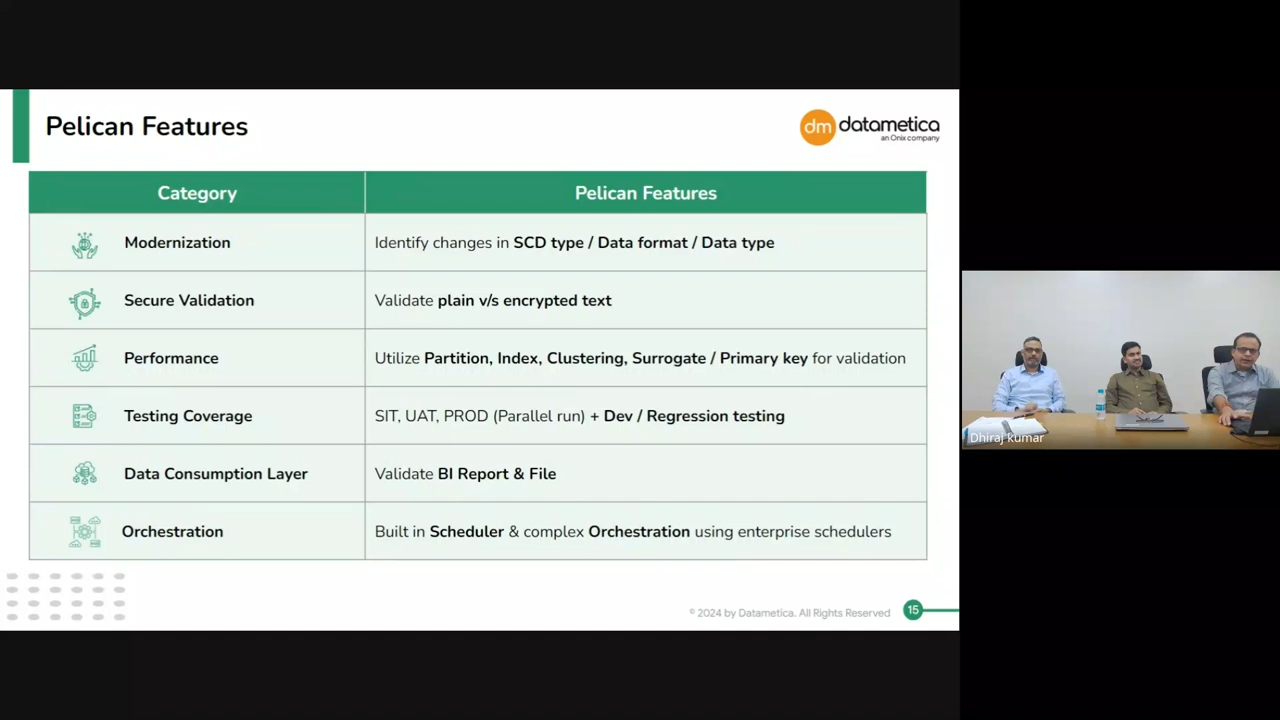 Pelican Features
dm datametica
an Onix company
Category Pelican Features
Modernization Identify changes in SCD type / Data format / Data type
Secure Validation Validate plain v/s encrypted text
Performance Utilize Partition, Index, Clustering, Surrogate / Primary key for validation
Testing Coverage SIT, UAT, PROD (Parallel run) + Dev / Regression testing
Data Consumption Layer Validate BI Report & File
Orchestration Built in Scheduler & complex Orchestration using enterprise schedulers
© 2024 by Datametica. All Rights Reserved 15
Dhiraj kumar